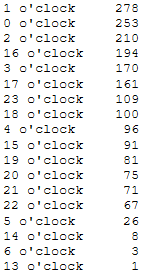 1 o'clock 278
0 o'clock 253
2 o'clock 210
16 o'clock 194
3 o'clock 170
17 o'clock 161
23 o'clock 109
18 o'clock 100
4 o'clock 96
15 o'clock 91
19 o'clock 81
20 o'clock 75
21 o'clock 71
22 o'clock 67
5 o'clock 26
14 o'clock 8
6 o'clock 3
13 o'clock 1